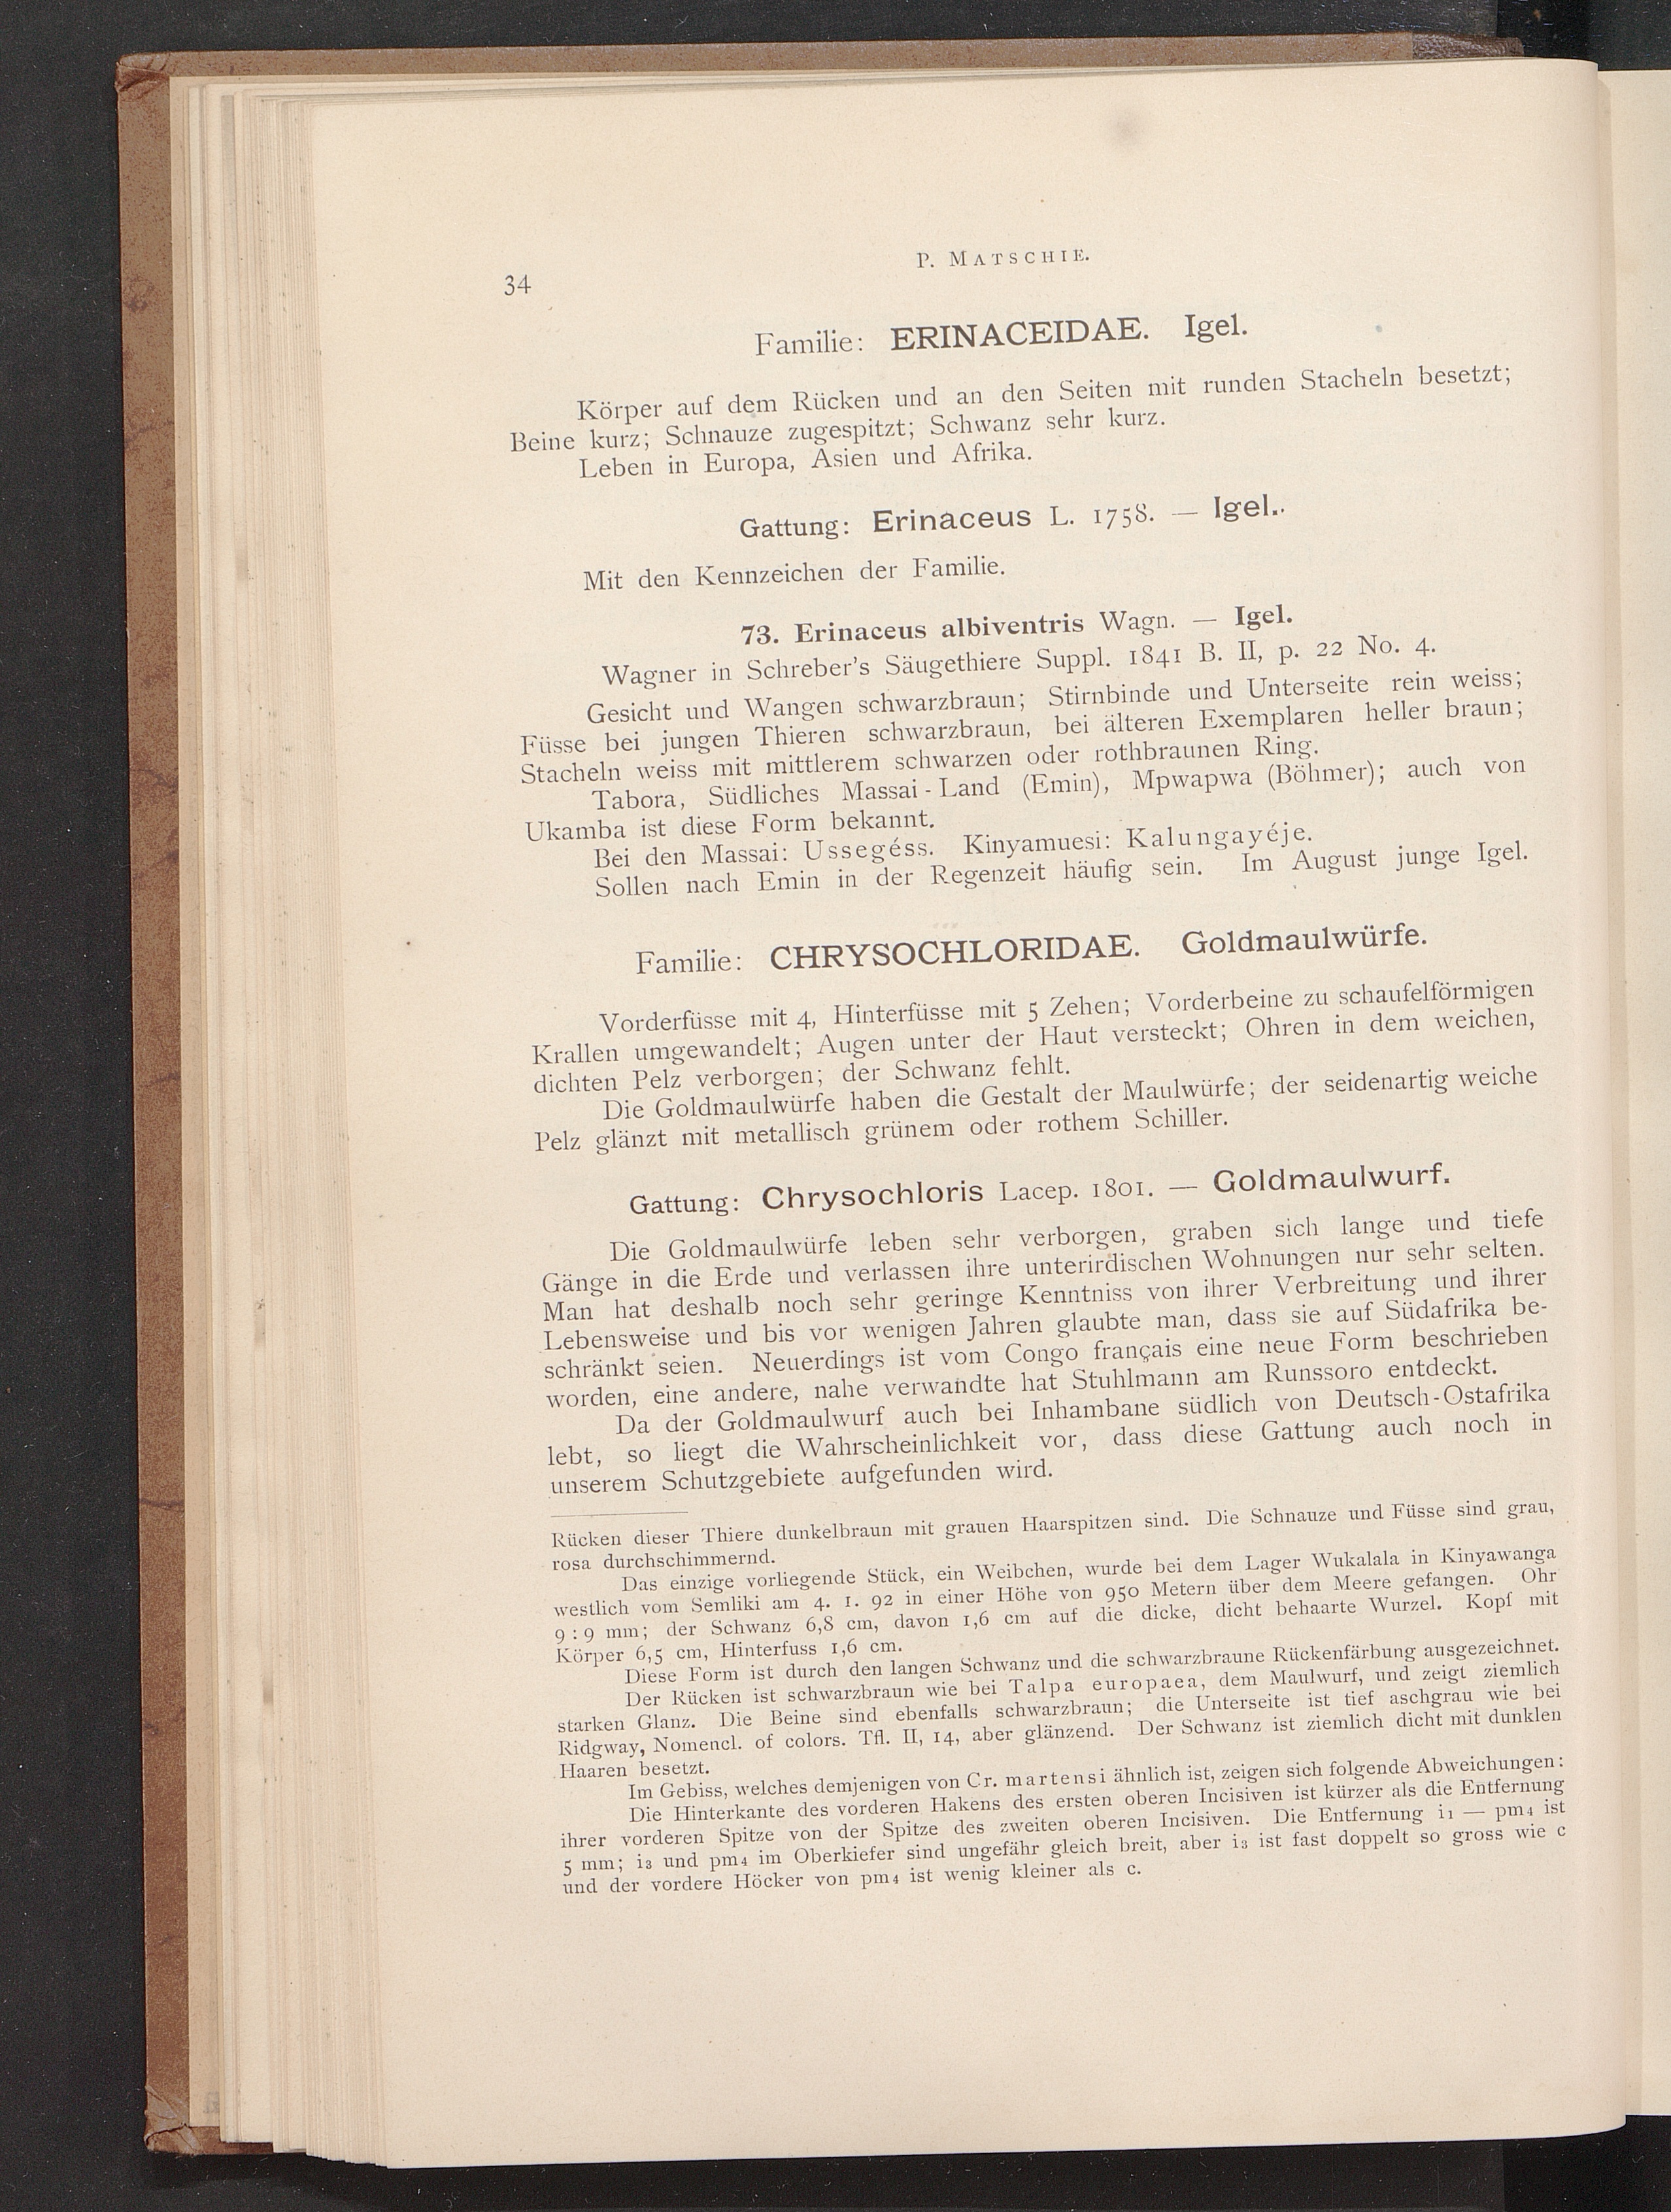 P. MATSCHIE.
34
Familie: ERINACEIDAE. Igel.
Körper auf dem Rücken und an den Seiten mit runden Stacheln besetzt;
Beine kurz; Schnauze zugespitzt; Schwanz sehr kurz.
Leben in Europa, Asien und Afrika.
Gattung: Erinaceus L. 1758. — Igel..
Mit den Kennzeichen der Familie.
73. Erinaceus albiventris Wagn. — Igel.
Wagner in Schreber's Säugethiere Suppl. 1841 B. II, p. 22 No. 4.
Gesicht und Wangen schwarzbraun; Stirnbinde und Unterseite rein weiss;
Füsse bei jungen Thieren schwarzbraun, bei älteren Exemplaren heller braun;
Stacheln weiss mit mittlerem schwarzen oder rothbraunen Ring.
Tabora, Südliches Massai-Land (Emin), Mpwapwa (Böhmer); auch von
Ukamba ist diese Form bekannt.
Bei den Massai: Ussegéss. Kinyamuesi: Kalungayéje.
Sollen nach Emin in der Regenzeit häufig sein. Im August junge Igel.
Familie: CHRYSOCHLORIDAE. Goldmaulwürfe.
Vorderfüsse mit 4, Hinterfüsse mit 5 Zehen; Vorderbeine zu schaufelförmigen
Krallen umgewandelt; Augen unter der Haut versteckt; Ohren in dem weichen,
dichten Pelz verborgen; der Schwanz fehlt.
Die Goldmaulwürfe haben die Gestalt der Maulwürfe; der seidenartig weiche
Pelz glänzt mit metallisch grünem oder rothem Schiller.
Gattung: Chrysochloris Lacep. 1801. — Goldmaulwurf.
Die Goldmaulwürfe leben sehr verborgen, graben sich lange und tiefe
Gänge in die Erde und verlassen ihre unterirdischen Wohnungen nur sehr selten.
Man hat deshalb noch sehr geringe Kenntniss von ihrer Verbreitung und ihrer
Lebensweise und bis vor wenigen Jahren glaubte man, dass sie auf Südafrika be-
schränkt seien. Neuerdings ist vom Congo français eine neue Form beschrieben
worden, eine andere, nahe verwandte hat Stuhlmann am Runssoro entdeckt.
Da der Goldmaulwurf auch bei Inhambane südlich von Deutsch-Ostafrika
lebt, so liegt die Wahrscheinlichkeit vor, dass diese Gattung auch noch in
unserem Schutzgebiete aufgefunden wird.
Rücken dieser Thiere dunkelbraun mit grauen Haarspitzen sind. Die Schnauze und Füsse sind grau,
rosa durchschimmernd.
Das einzige vorliegende Stück, ein Weibchen, wurde bei dem Lager Wukalala in Kinyawanga
westlich vom Semliki am 4. 1. 92 in einer Höhe von 950 Metern über dem Meere gefangen. Ohr
9:9 mm; der Schwanz 6,8 cm, davon 1,6 cm auf die dicke, dicht behaarte Wurzel. Kopf mit
Körper 6,5 cm, Hinterfuss 1,6 cm.
Diese Form ist durch den langen Schwanz und die schwarzbraune Rückenfärbung ausgezeichnet.
Der Rücken ist schwarzbraun wie bei Talpa europaea, dem Maulwurf, und zeigt ziemlich
starken Glanz. Die Beine sind ebenfalls schwarzbraun; die Unterseite ist tief aschgrau wie bei
Ridgway, Nomencl. of colors. Tfl. II, 14, aber glänzend. Der Schwanz ist ziemlich dicht mit dunklen
Haaren besetzt.
Im Gebiss, welches demjenigen von Cr. martensi ähnlich ist, zeigen sich folgende Abweichungen:
Die Hinterkante des vorderen Hakens des ersten oberen Incisiven ist kürzer als die Entfernung
ihrer vorderen Spitze von der Spitze des zweiten oberen Incisiven. Die Entfernung i1 — pm4 ist
5 mm; i3 und pm4 im Oberkiefer sind ungefähr gleich breit, aber i3 ist fast doppelt so gross wie c
und der vordere Höcker von pm4 ist wenig kleiner als c.